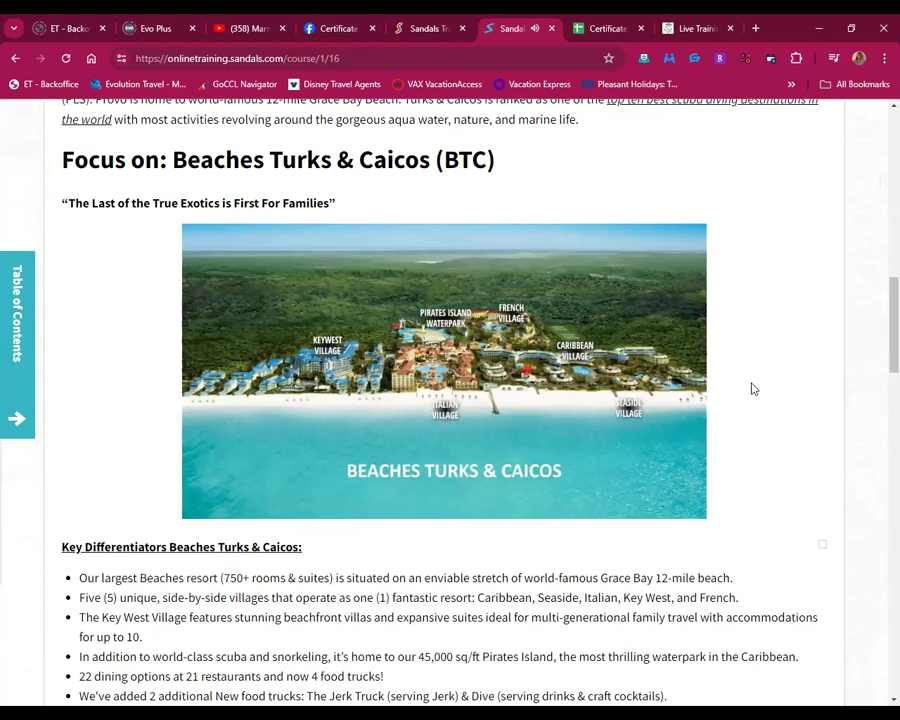 ET - Backo
Evo Plus
(358) Marr
Certificate
Sandals Tr
Sandal
Certificate
Live Traini
https://onlinetraining.sandals.com/course/1/16
ET - Backoffice
Evolution Travel - M...
GoCCL Navigator
Disney Travel Agents
VAX VacationAccess
Vacation Express
Pleasant Holidays: T...
»
All Bookmarks
(PLS). Provo is home to world-famous 12-mile Grace Bay Beach. Turks & Caicos is ranked as one of the top ten best scuba diving destinations in
the world with most activities revolving around the gorgeous aqua water, nature, and marine life.
Focus on: Beaches Turks & Caicos (BTC)
“The Last of the True Exotics is First For Families”
FRENCH
VILLAGE
PIRATES ISLAND
WATERPARK
KEYWEST
VILLAGE
CARIBBEAN
VILLAGE
ITALIAN
VILLAGE
SEASIDE
VILLAGE
BEACHES TURKS & CAICOS
Table of Contents
Key Differentiators Beaches Turks & Caicos:
• Our largest Beaches resort (750+ rooms & suites) is situated on an enviable stretch of world-famous Grace Bay 12-mile beach.
• Five (5) unique, side-by-side villages that operate as one (1) fantastic resort: Caribbean, Seaside, Italian, Key West, and French.
• The Key West Village features stunning beachfront villas and expansive suites ideal for multi-generational family travel with accommodations
for up to 10.
• In addition to world-class scuba and snorkeling, it’s home to our 45,000 sq/ft Pirates Island, the most thrilling waterpark in the Caribbean.
• 22 dining options at 21 restaurants and now 4 food trucks!
• We've added 2 additional New food trucks: The Jerk Truck (serving Jerk) & Dive (serving drinks & craft cocktails).